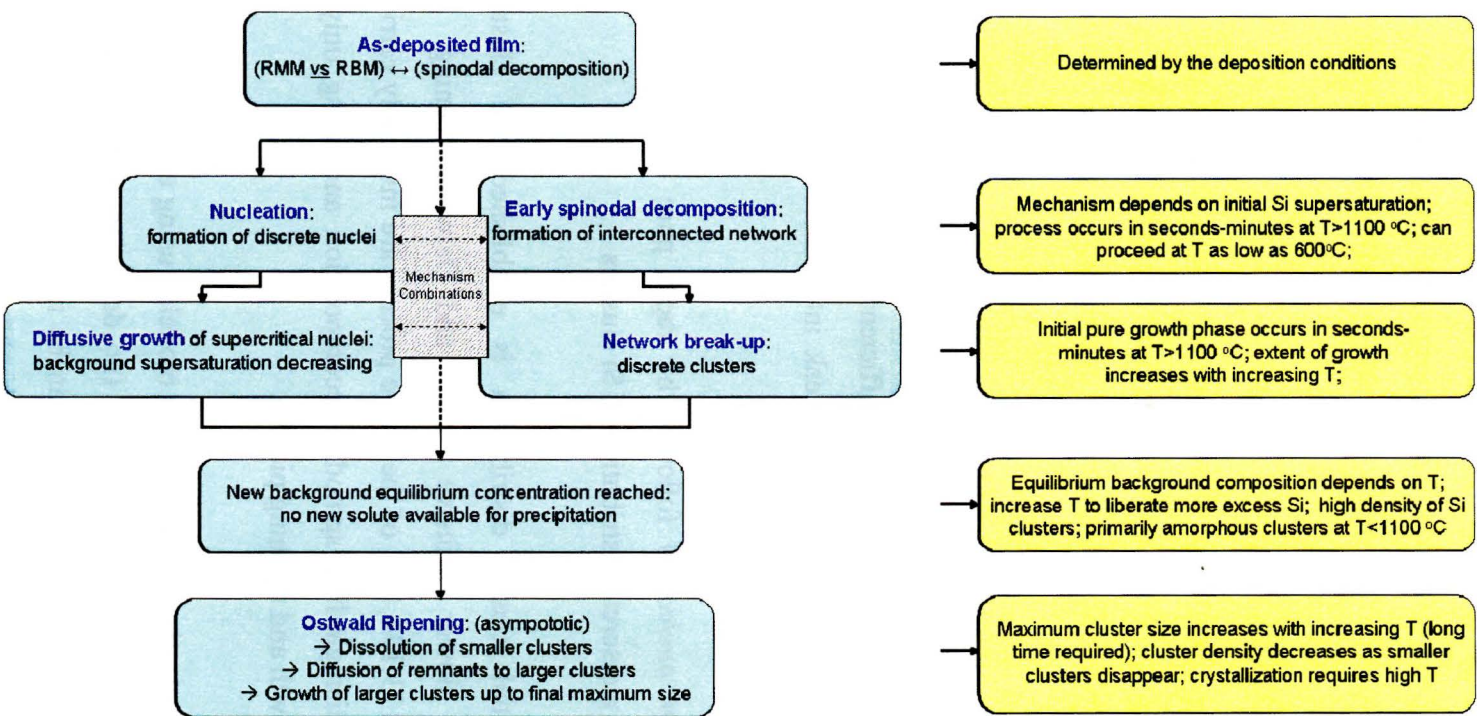 As-deposited film:
(RMM vs RBM) ↔ (spinodal decomposition)
Determined by the deposition conditions
Nucleation:
formation of discrete nuclei
Early spinodal decomposition:
formation of interconnected network
Mechanism depends on initial Si supersaturation;
process occurs in seconds-minutes at T>1100 ºC; can
proceed at T as low as 600ºC;
Mechanism
Combinations
Diffusive growth of supercritical nuclei:
background supersaturation decreasing
Network break-up:
discrete clusters
Initial pure growth phase occurs in seconds-
minutes at T>1100 ºC; extent of growth
increases with increasing T;
New background equilibrium concentration reached:
no new solute available for precipitation
Equilibrium background composition depends on T;
increase T to liberate more excess Si; high density of Si
clusters; primarily amorphous clusters at T<1100 ºC
Ostwald Ripening: (asympototic)
→ Dissolution of smaller clusters
→ Diffusion of remnants to larger clusters
→ Growth of larger clusters up to final maximum size
Maximum cluster size increases with increasing T (long
time required); cluster density decreases as smaller
clusters disappear; crystallization requires high T